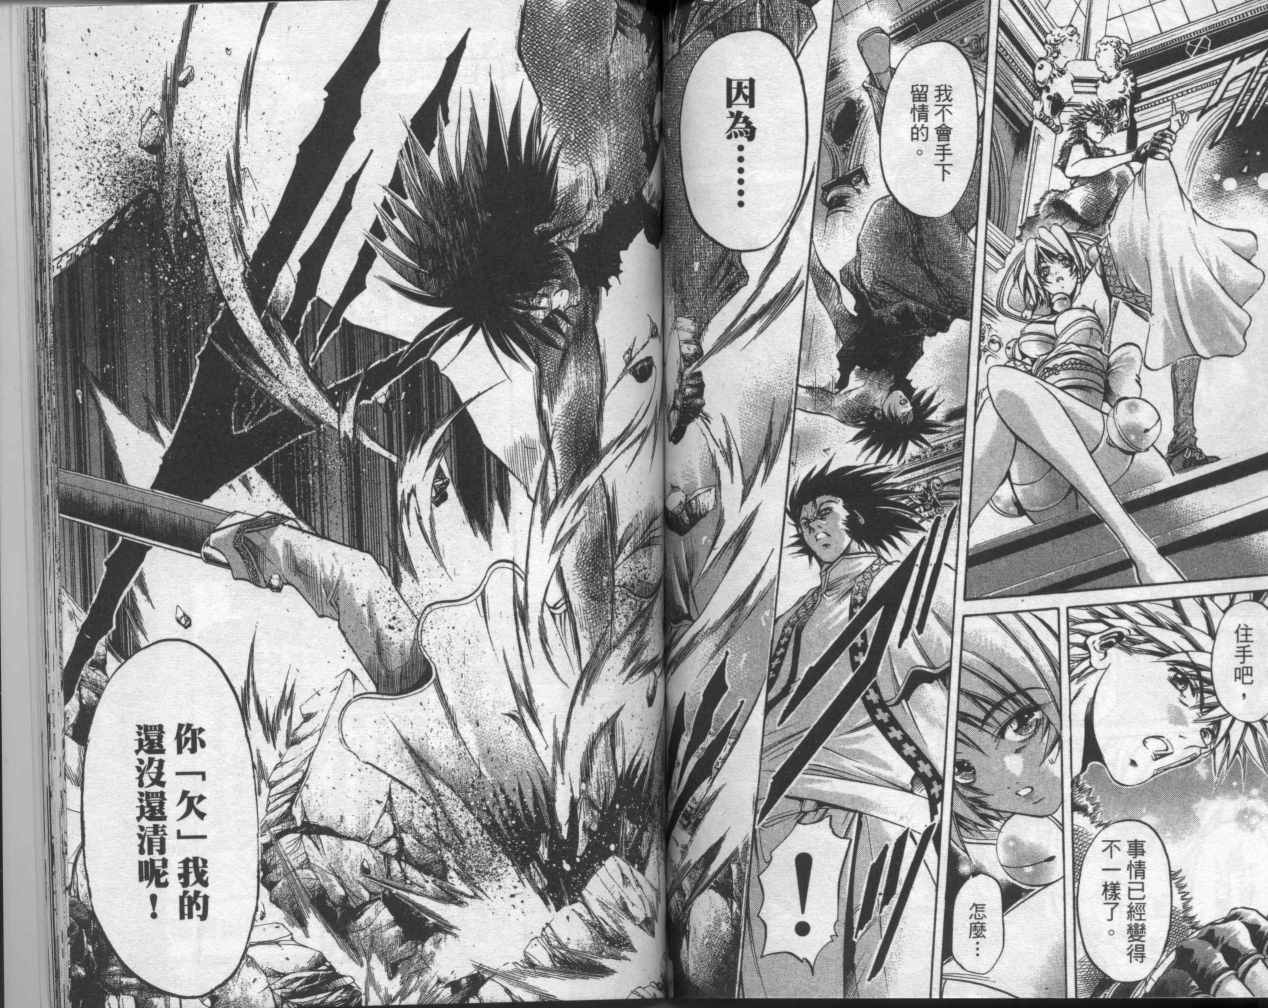 住手吧，
事情已經變得
不一樣了。
怎麼…
我不會手下
留情的。
！
因為……
你「欠」我的
還沒還清呢！